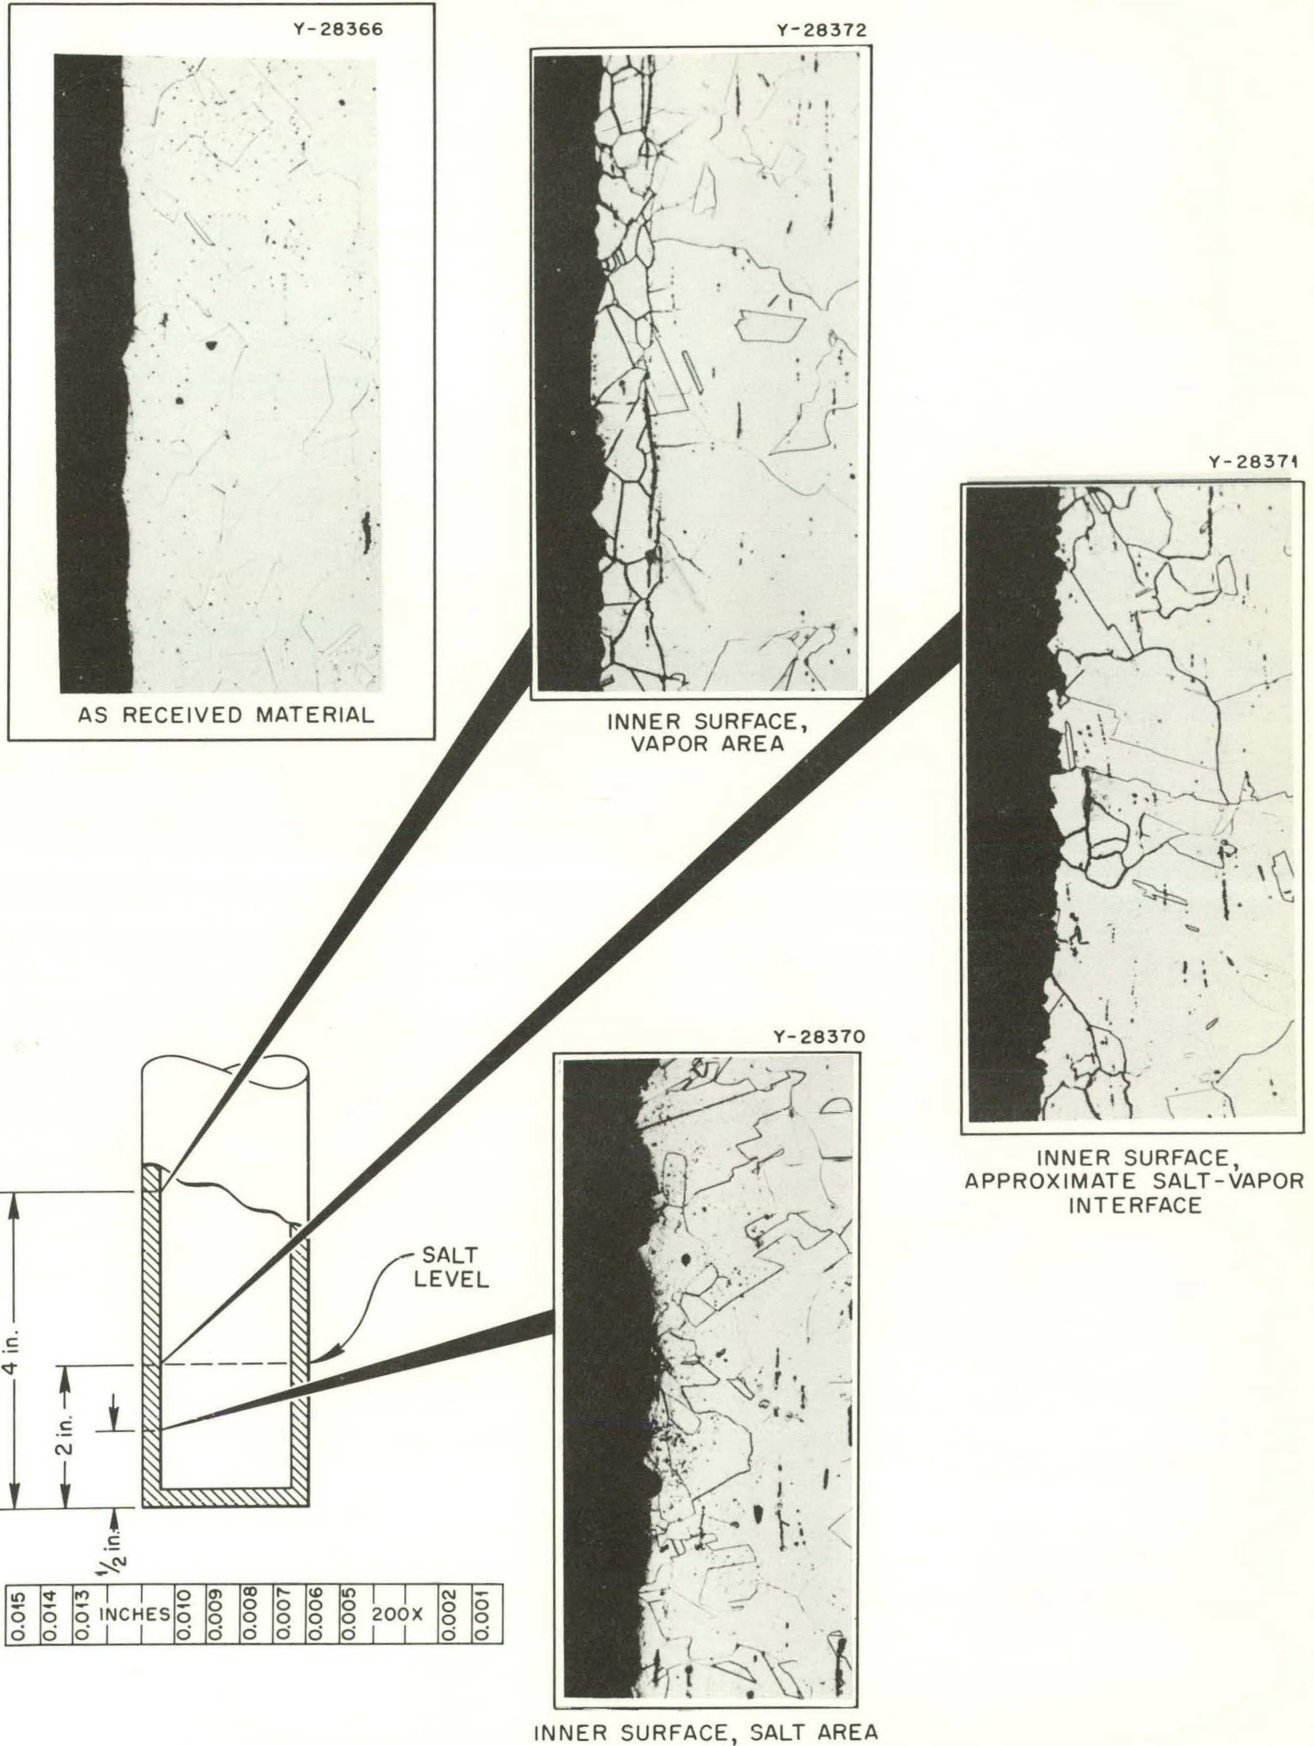 Y-28366
AS RECEIVED MATERIAL
Y-28372
INNER SURFACE,
VAPOR AREA
Y-28371
INNER SURFACE,
APPROXIMATE SALT-VAPOR
INTERFACE
Y-28370
INNER SURFACE, SALT AREA
SALT
LEVEL
4 in.
2 in.
1/2 in.
0.015 0.014 0.013 INCHES 0.010 0.009 0.008 0.007 0.006 0.005 200X 0.002 0.001